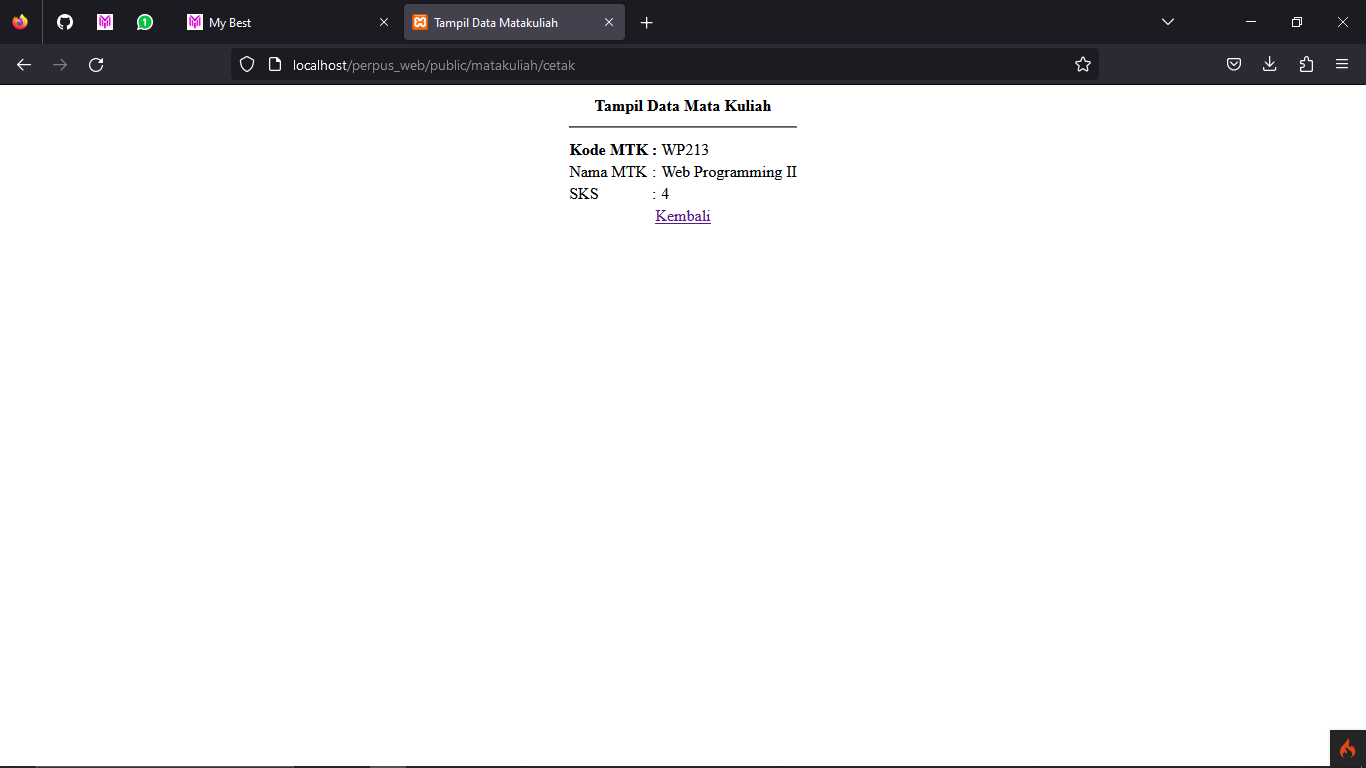 1
My Best
Tampil Data Matakuliah
localhost/perpus_web/public/matakuliah/cetak
Tampil Data Mata Kuliah
Kode MTK : WP213
Nama MTK : Web Programming II
SKS : 4
Kembali